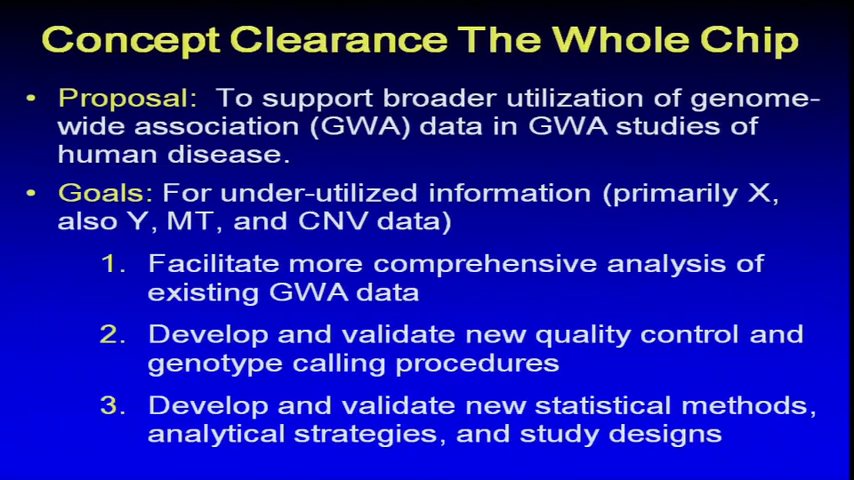 Concept Clearance The Whole Chip
• Proposal: To support broader utilization of genome-
wide association (GWA) data in GWA studies of
human disease.
• Goals: For under-utilized information (primarily X,
also Y, MT, and CNV data)
1. Facilitate more comprehensive analysis of
existing GWA data
2. Develop and validate new quality control and
genotype calling procedures
3. Develop and validate new statistical methods,
analytical strategies, and study designs